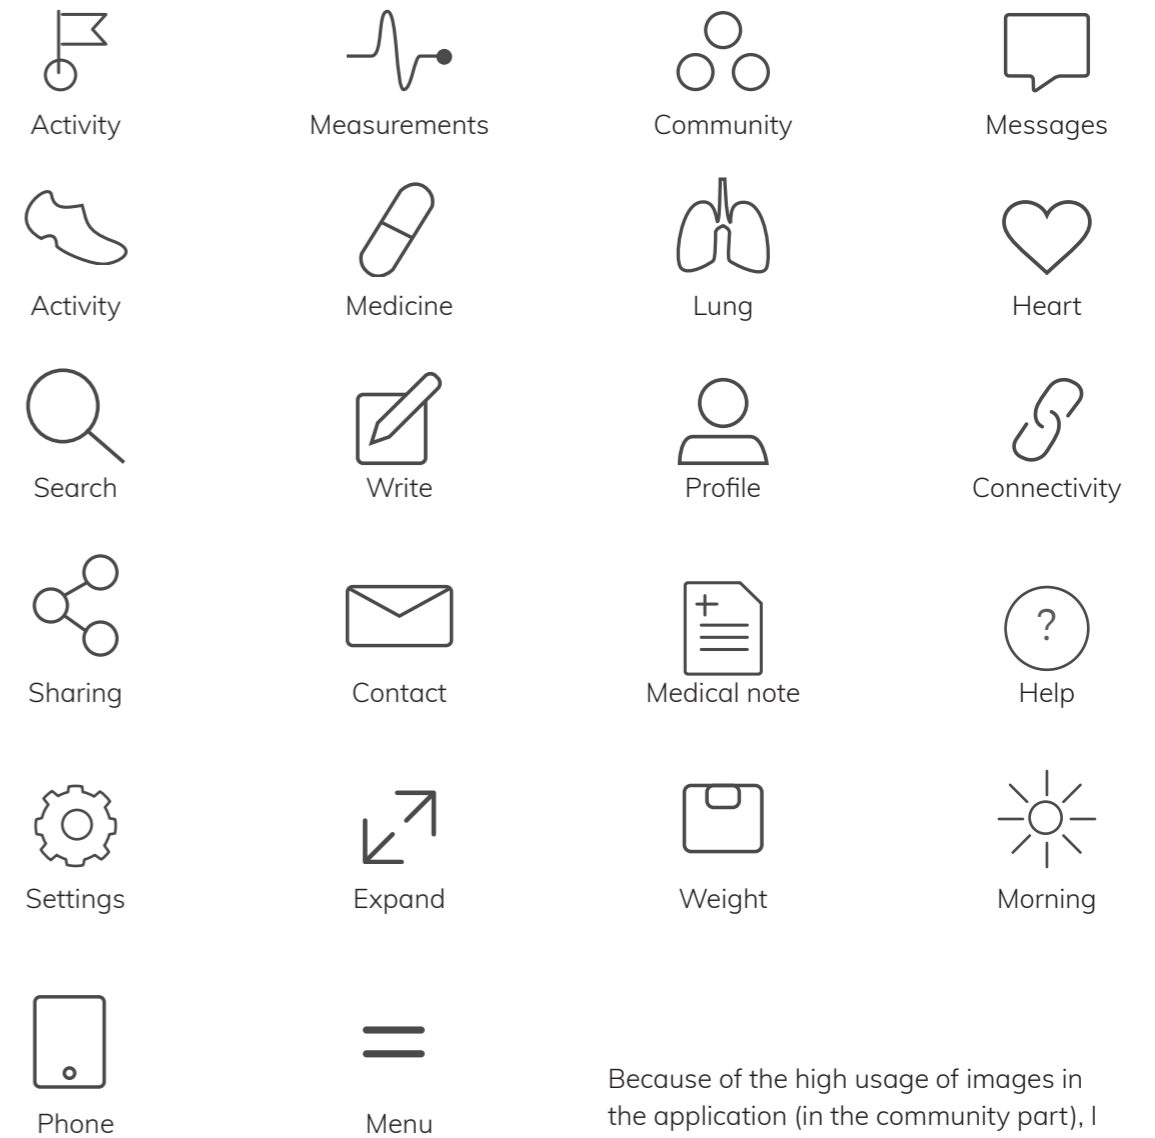 Activity
Measurements
Community
Messages
Activity
Medicine
Lung
Heart
Search
Write
Profile
Connectivity
?
Sharing
Contact
Medical note
Help
Settings
Expand
Weight
Morning
Phone
Menu
Because of the high usage of images in
the application (in the community part), I